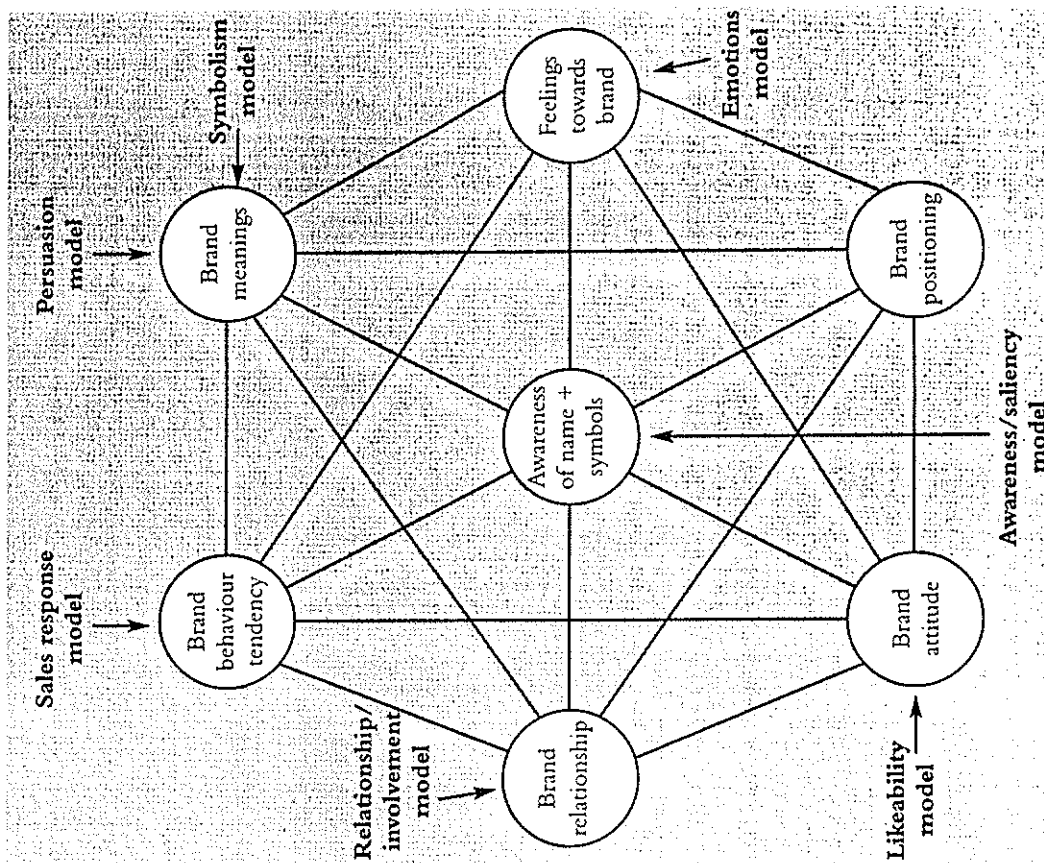 Sales response
model
Persuasion
model
Symbolism
model
Brand
behaviour
tendency
Brand
meanings
Relationship/
involvement
model
Brand
relationship
Awareness
of name +
symbols
Feelings
towards
brand
Emotions
model
Brand
attitude
Brand
positioning
Likeability
model
Awareness/saliency
model